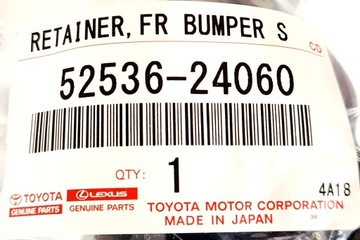 RETAINER, FR BUMPER S
CD
52536-24060
QTY: 1
4A18
TOYOTA LEXUS TOYOTA MOTOR CORPORATION
GENUINE PARTS GENUINE PARTS MADE IN JAPAN